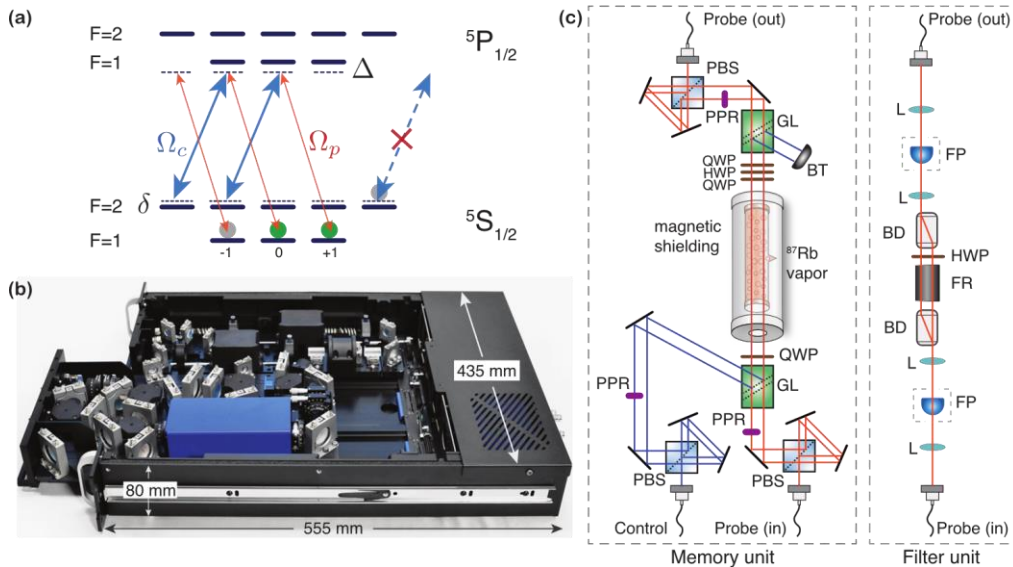 (a)
F=2
⁵P₁/₂
F=1
Δ
Ω_c
Ω_p
F=2
δ
⁵S₁/₂
F=1
-1
0
+1
(b)
435 mm
80 mm
555 mm
(c)
Probe (out)
PBS
PPR
GL
QWP
HWP
QWP
BT
magnetic
shielding
⁸⁷Rb
vapor
QWP
GL
PPR
PPR
PBS
PBS
Control
Probe (in)
Memory unit
Probe (out)
L
FP
L
BD
HWP
FR
BD
L
FP
L
Probe (in)
Filter unit